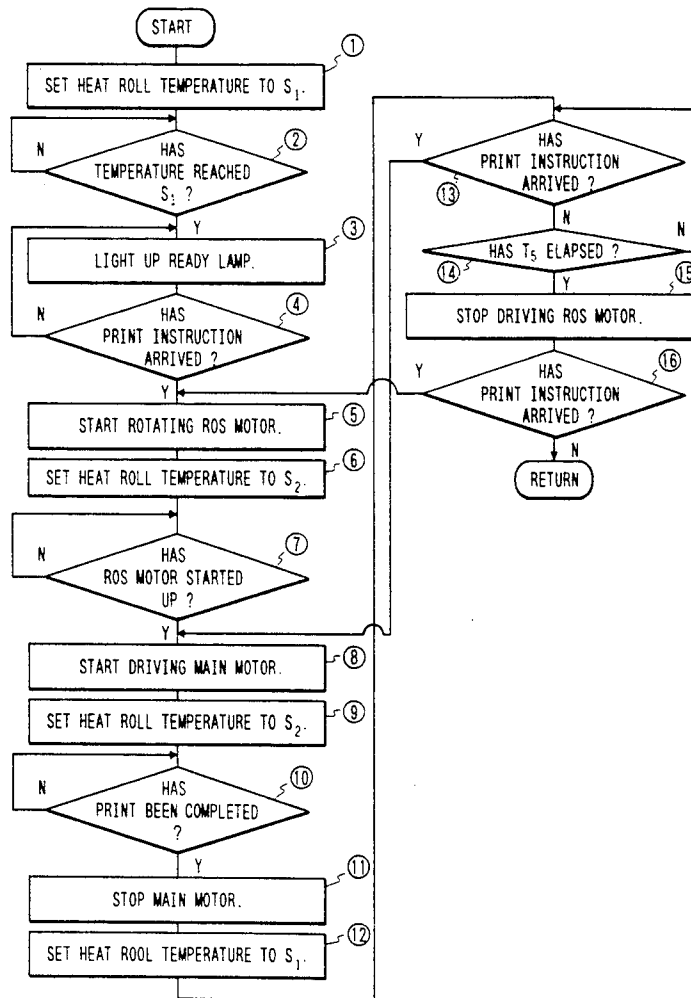 START
①
SET HEAT ROLL TEMPERATURE TO S₁.
②
N
HAS
TEMPERATURE REACHED
S₁ ?
Y
③
LIGHT UP READY LAMP.
④
N
HAS
PRINT INSTRUCTION
ARRIVED ?
Y
⑤
START ROTATING ROS MOTOR.
⑥
SET HEAT ROLL TEMPERATURE TO S₂.
⑦
N
HAS
ROS MOTOR STARTED
UP ?
Y
⑧
START DRIVING MAIN MOTOR.
⑨
SET HEAT ROLL TEMPERATURE TO S₂.
⑩
N
HAS
PRINT BEEN COMPLETED
?
Y
⑪
STOP MAIN MOTOR.
⑫
SET HEAT ROOL TEMPERATURE TO S₁.
Y
HAS
PRINT INSTRUCTION
ARRIVED ?
⑬
N
N
HAS T₅ ELAPSED ?
⑭
Y
⑮
STOP DRIVING ROS MOTOR.
⑯
Y
HAS
PRINT INSTRUCTION
ARRIVED ?
N
RETURN